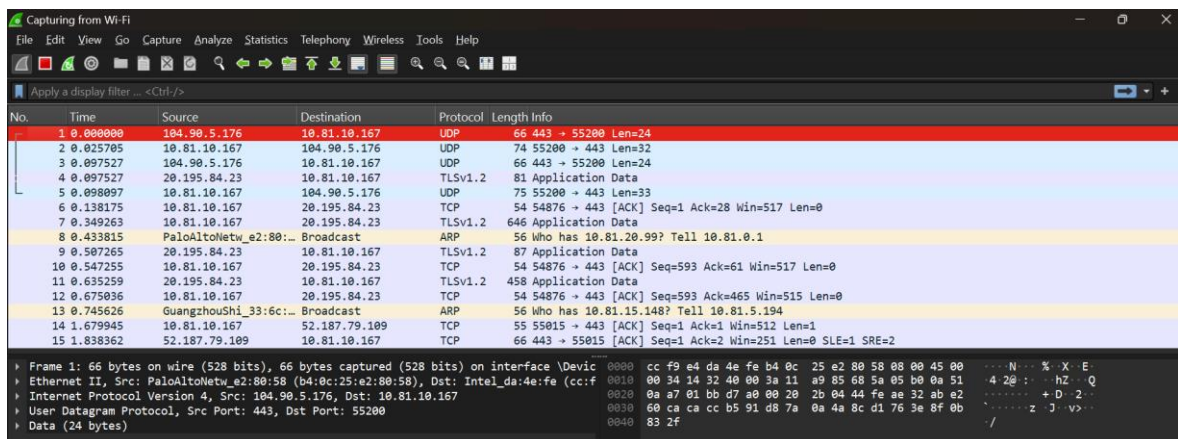 Capturing from Wi-Fi
File Edit View Go Capture Analyze Statistics Telephony Wireless Tools Help
Apply a display filter ... <Ctrl-/>
No. Time Source Destination Protocol Length Info
1 0.000000 104.90.5.176 10.81.10.167 UDP 66 443 → 55200 Len=24
2 0.025705 10.81.10.167 104.90.5.176 UDP 74 55200 → 443 Len=32
3 0.097527 104.90.5.176 10.81.10.167 UDP 66 443 → 55200 Len=24
4 0.097527 20.195.84.23 10.81.10.167 TLSv1.2 81 Application Data
5 0.098097 10.81.10.167 104.90.5.176 UDP 75 55200 → 443 Len=33
6 0.138175 10.81.10.167 20.195.84.23 TCP 54 54876 → 443 [ACK] Seq=1 Ack=28 Win=517 Len=0
7 0.349263 10.81.10.167 20.195.84.23 TLSv1.2 646 Application Data
8 0.433815 PaloAltoNetw_e2:80:… Broadcast ARP 56 Who has 10.81.20.99? Tell 10.81.0.1
9 0.507265 20.195.84.23 10.81.10.167 TLSv1.2 87 Application Data
10 0.547255 10.81.10.167 20.195.84.23 TCP 54 54876 → 443 [ACK] Seq=593 Ack=61 Win=517 Len=0
11 0.635259 20.195.84.23 10.81.10.167 TLSv1.2 458 Application Data
12 0.675036 10.81.10.167 20.195.84.23 TCP 54 54876 → 443 [ACK] Seq=593 Ack=465 Win=515 Len=0
13 0.745626 GuangzhouShi_33:6c:… Broadcast ARP 56 Who has 10.81.15.148? Tell 10.81.5.194
14 1.679945 10.81.10.167 52.187.79.109 TCP 55 55015 → 443 [ACK] Seq=1 Ack=1 Win=512 Len=1
15 1.838362 52.187.79.109 10.81.10.167 TCP 66 443 → 55015 [ACK] Seq=1 Ack=2 Win=251 Len=0 SLE=1 SRE=2
Frame 1: 66 bytes on wire (528 bits), 66 bytes captured (528 bits) on interface \Devic
Ethernet II, Src: PaloAltoNetw_e2:80:58 (b4:0c:25:e2:80:58), Dst: Intel_da:4e:fe (cc:f
Internet Protocol Version 4, Src: 104.90.5.176, Dst: 10.81.10.167
User Datagram Protocol, Src Port: 443, Dst Port: 55200
Data (24 bytes)
0000 cc f9 e4 da 4e fe b4 0c 25 e2 80 58 08 00 45 00 ····N··· %··X··E·
0010 00 34 14 32 40 00 3a 11 a9 85 68 5a 05 b0 0a 51 ·4·2@·:· ··hZ···Q
0020 0a a7 01 bb d7 a0 00 20 2b 04 44 fe ae 32 ab e2 ······· +·D··2··
0030 60 ca ca cc b5 91 d8 7a 0a 4a 8c d1 76 3e 8f 0b `······z ·J··v>··
0040 83 2f ·/